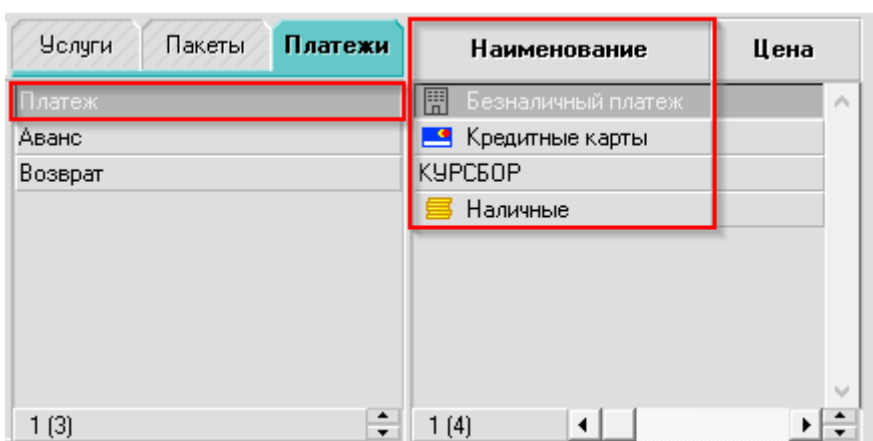 Услуги Пакеты Платежи Наименование Цена
Платеж Безналичный платеж
Аванс Кредитные карты
Возврат КУРСБОР
Наличные
1 (3) 1 (4)